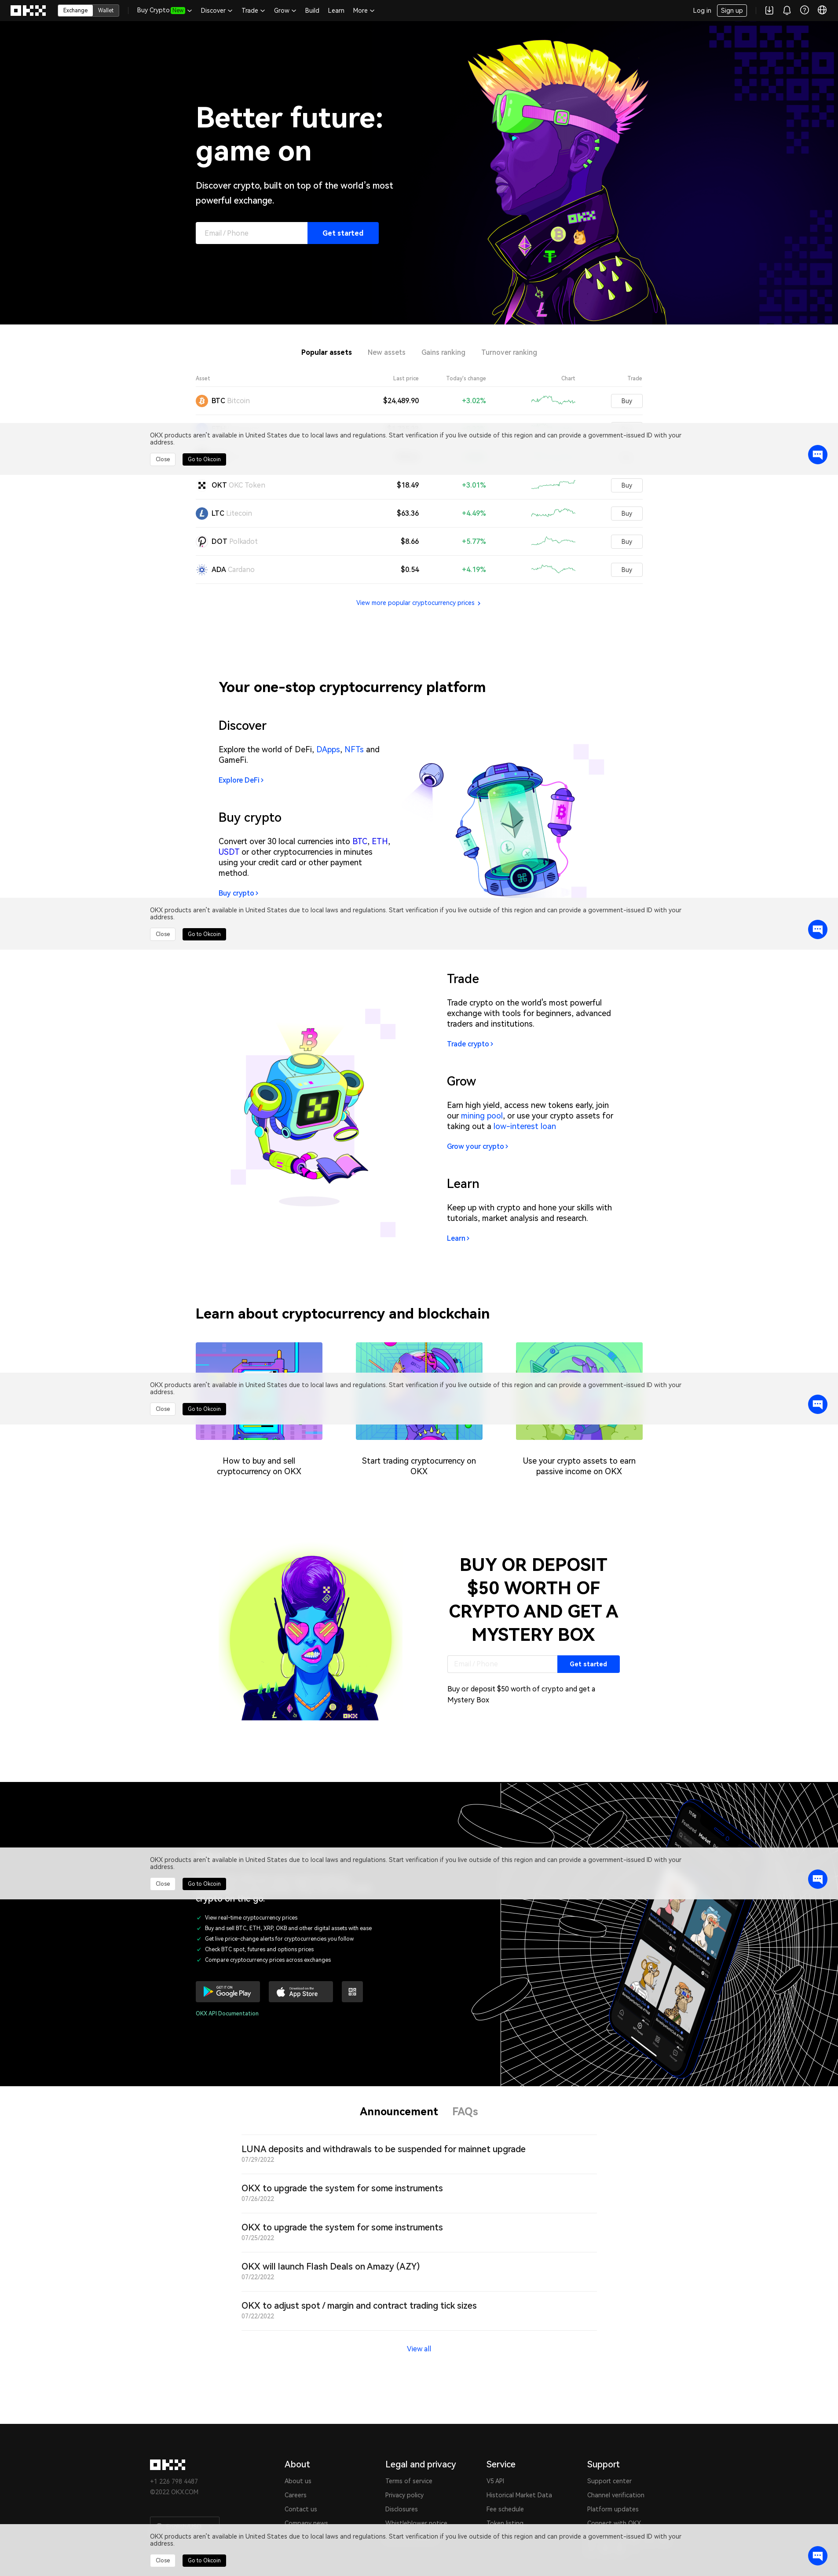 OKX Exchange Wallet Buy Crypto New Discover Trade Grow Build Learn More Log in Sign up
Better future:
game on
Discover crypto, built on top of the world's most
powerful exchange.
Email / Phone Get started
OKX
Popular assets New assets Gains ranking Turnover ranking
Asset Last price Today's change Chart Trade
BTC Bitcoin $24,489.90 +3.02% Buy
OKX products aren't available in United States due to local laws and regulations. Start verification if you live outside of this region and can provide a government-issued ID with your
address.
Close Go to Okcoin
OKT OKC Token $18.49 +3.01% Buy
LTC Litecoin $63.36 +4.49% Buy
DOT Polkadot $8.66 +5.77% Buy
ADA Cardano $0.54 +4.19% Buy
View more popular cryptocurrency prices
Your one-stop cryptocurrency platform
Discover
Explore the world of DeFi, DApps, NFTs and
GameFi.
Explore DeFi
Buy crypto
Convert over 30 local currencies into BTC, ETH,
USDT or other cryptocurrencies in minutes
using your credit card or other payment
method.
Buy crypto
OKX products aren't available in United States due to local laws and regulations. Start verification if you live outside of this region and can provide a government-issued ID with your
address.
Close Go to Okcoin
Trade
Trade crypto on the world's most powerful
exchange with tools for beginners, advanced
traders and institutions.
Trade crypto
Grow
Earn high yield, access new tokens early, join
our mining pool, or use your crypto assets for
taking out a low-interest loan
Grow your crypto
Learn
Keep up with crypto and hone your skills with
tutorials, market analysis and research.
Learn
Learn about cryptocurrency and blockchain
OKX products aren't available in United States due to local laws and regulations. Start verification if you live outside of this region and can provide a government-issued ID with your
address.
Close Go to Okcoin
How to buy and sell
cryptocurrency on OKX
Start trading cryptocurrency on
OKX
Use your crypto assets to earn
passive income on OKX
BUY OR DEPOSIT
$50 WORTH OF
CRYPTO AND GET A
MYSTERY BOX
Email / Phone Get started
Buy or deposit $50 worth of crypto and get a
Mystery Box
OKX products aren't available in United States due to local laws and regulations. Start verification if you live outside of this region and can provide a government-issued ID with your
address.
Close Go to Okcoin
crypto on the go.
View real-time cryptocurrency prices
Buy and sell BTC, ETH, XRP, OKB and other digital assets with ease
Get live price-change alerts for cryptocurrencies you follow
Check BTC spot, futures and options prices
Compare cryptocurrency prices across exchanges
GET IT ON
Google Play
Download on the
App Store
OKX API Documentation
Announcement FAQs
LUNA deposits and withdrawals to be suspended for mainnet upgrade
07/29/2022
OKX to upgrade the system for some instruments
07/26/2022
OKX to upgrade the system for some instruments
07/25/2022
OKX will launch Flash Deals on Amazy (AZY)
07/22/2022
OKX to adjust spot / margin and contract trading tick sizes
07/22/2022
View all
OKX
+1 226 798 4487
©2022 OKX.COM
About
About us
Careers
Contact us
Company news
Legal and privacy
Terms of service
Privacy policy
Disclosures
Whistleblower notice
Service
V5 API
Historical Market Data
Fee schedule
Token listing
Support
Support center
Channel verification
Platform updates
Connect with OKX
OKX products aren't available in United States due to local laws and regulations. Start verification if you live outside of this region and can provide a government-issued ID with your
address.
Close Go to Okcoin